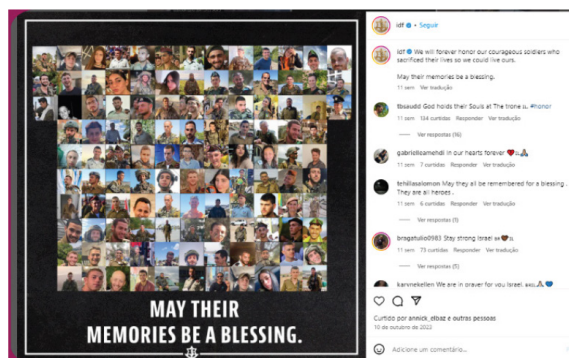 idf • Seguir
idf We will forever honor our courageous soldiers who
sacrificed their lives so we could live ours.
May their memories be a blessing.
11 sem Ver tradução
tbsaudd God holds their Souls at The trone #honor
11 sem 134 curtidas Responder Ver tradução
Ver respostas (16)
gabrielleamendi In our hearts forever
11 sem 7 curtidas Responder Ver tradução
tehillasalomon May they all be remembered for a blessing .
They are all heroes .
11 sem 6 curtidas Responder Ver tradução
Ver respostas (1)
bragatulio0983 Stay strong Israel
11 sem 73 curtidas Responder Ver tradução
Ver respostas (5)
karynekellen We are in prayer for you Israel.
Curtido por annick_elbaz e outras pessoas
10 de outubro de 2023
Adicione um comentário...
MAY THEIR
MEMORIES BE A BLESSING.